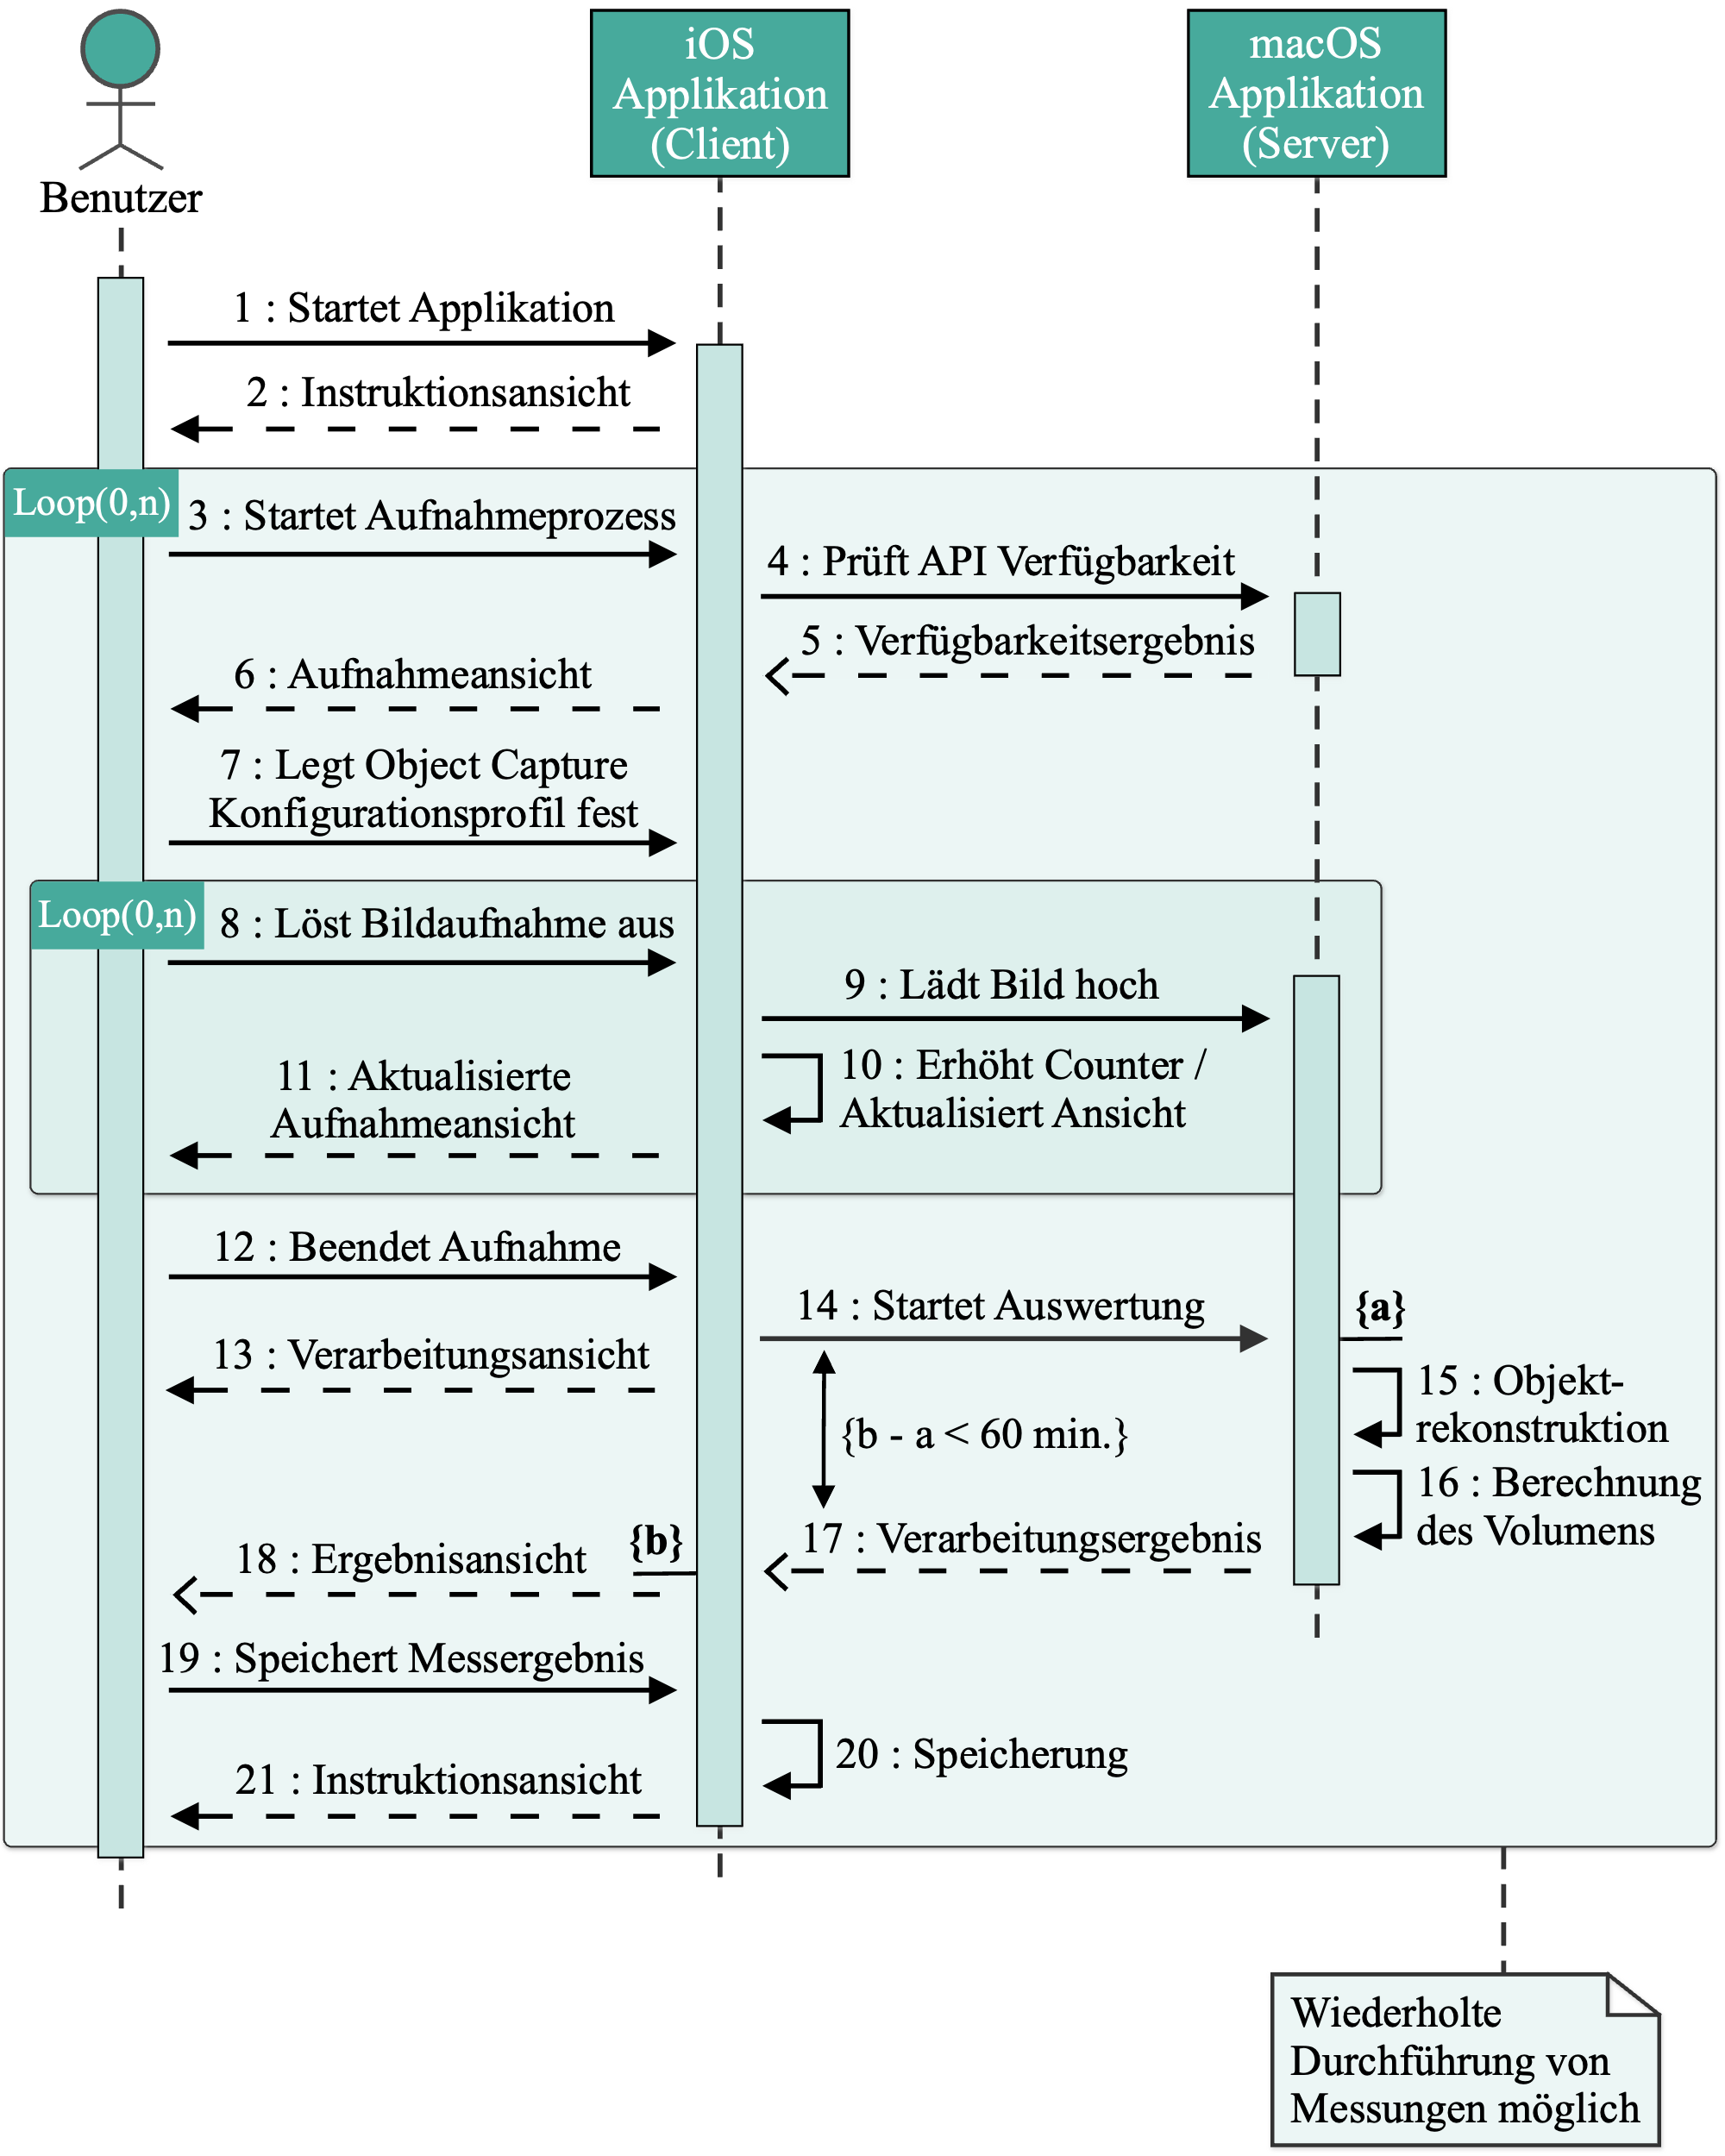 iOS
Applikation
(Client)
macOS
Applikation
(Server)
Benutzer
1 : Startet Applikation
2 : Instruktionsansicht
Loop(0,n)
3 : Startet Aufnahmeprozess
4 : Prüft API Verfügbarkeit
5 : Verfügbarkeitsergebnis
6 : Aufnahmeansicht
7 : Legt Object Capture
Konfigurationsprofil fest
Loop(0,n)
8 : Löst Bildaufnahme aus
9 : Lädt Bild hoch
10 : Erhöht Counter /
Aktualisiert Ansicht
11 : Aktualisierte
Aufnahmeansicht
12 : Beendet Aufnahme
13 : Verarbeitungsansicht
14 : Startet Auswertung
{a}
15 : Objekt-
rekonstruktion
{b - a < 60 min.}
16 : Berechnung
des Volumens
17 : Verarbeitungsergebnis
{b}
18 : Ergebnisansicht
19 : Speichert Messergebnis
20 : Speicherung
21 : Instruktionsansicht
Wiederholte
Durchführung von
Messungen möglich